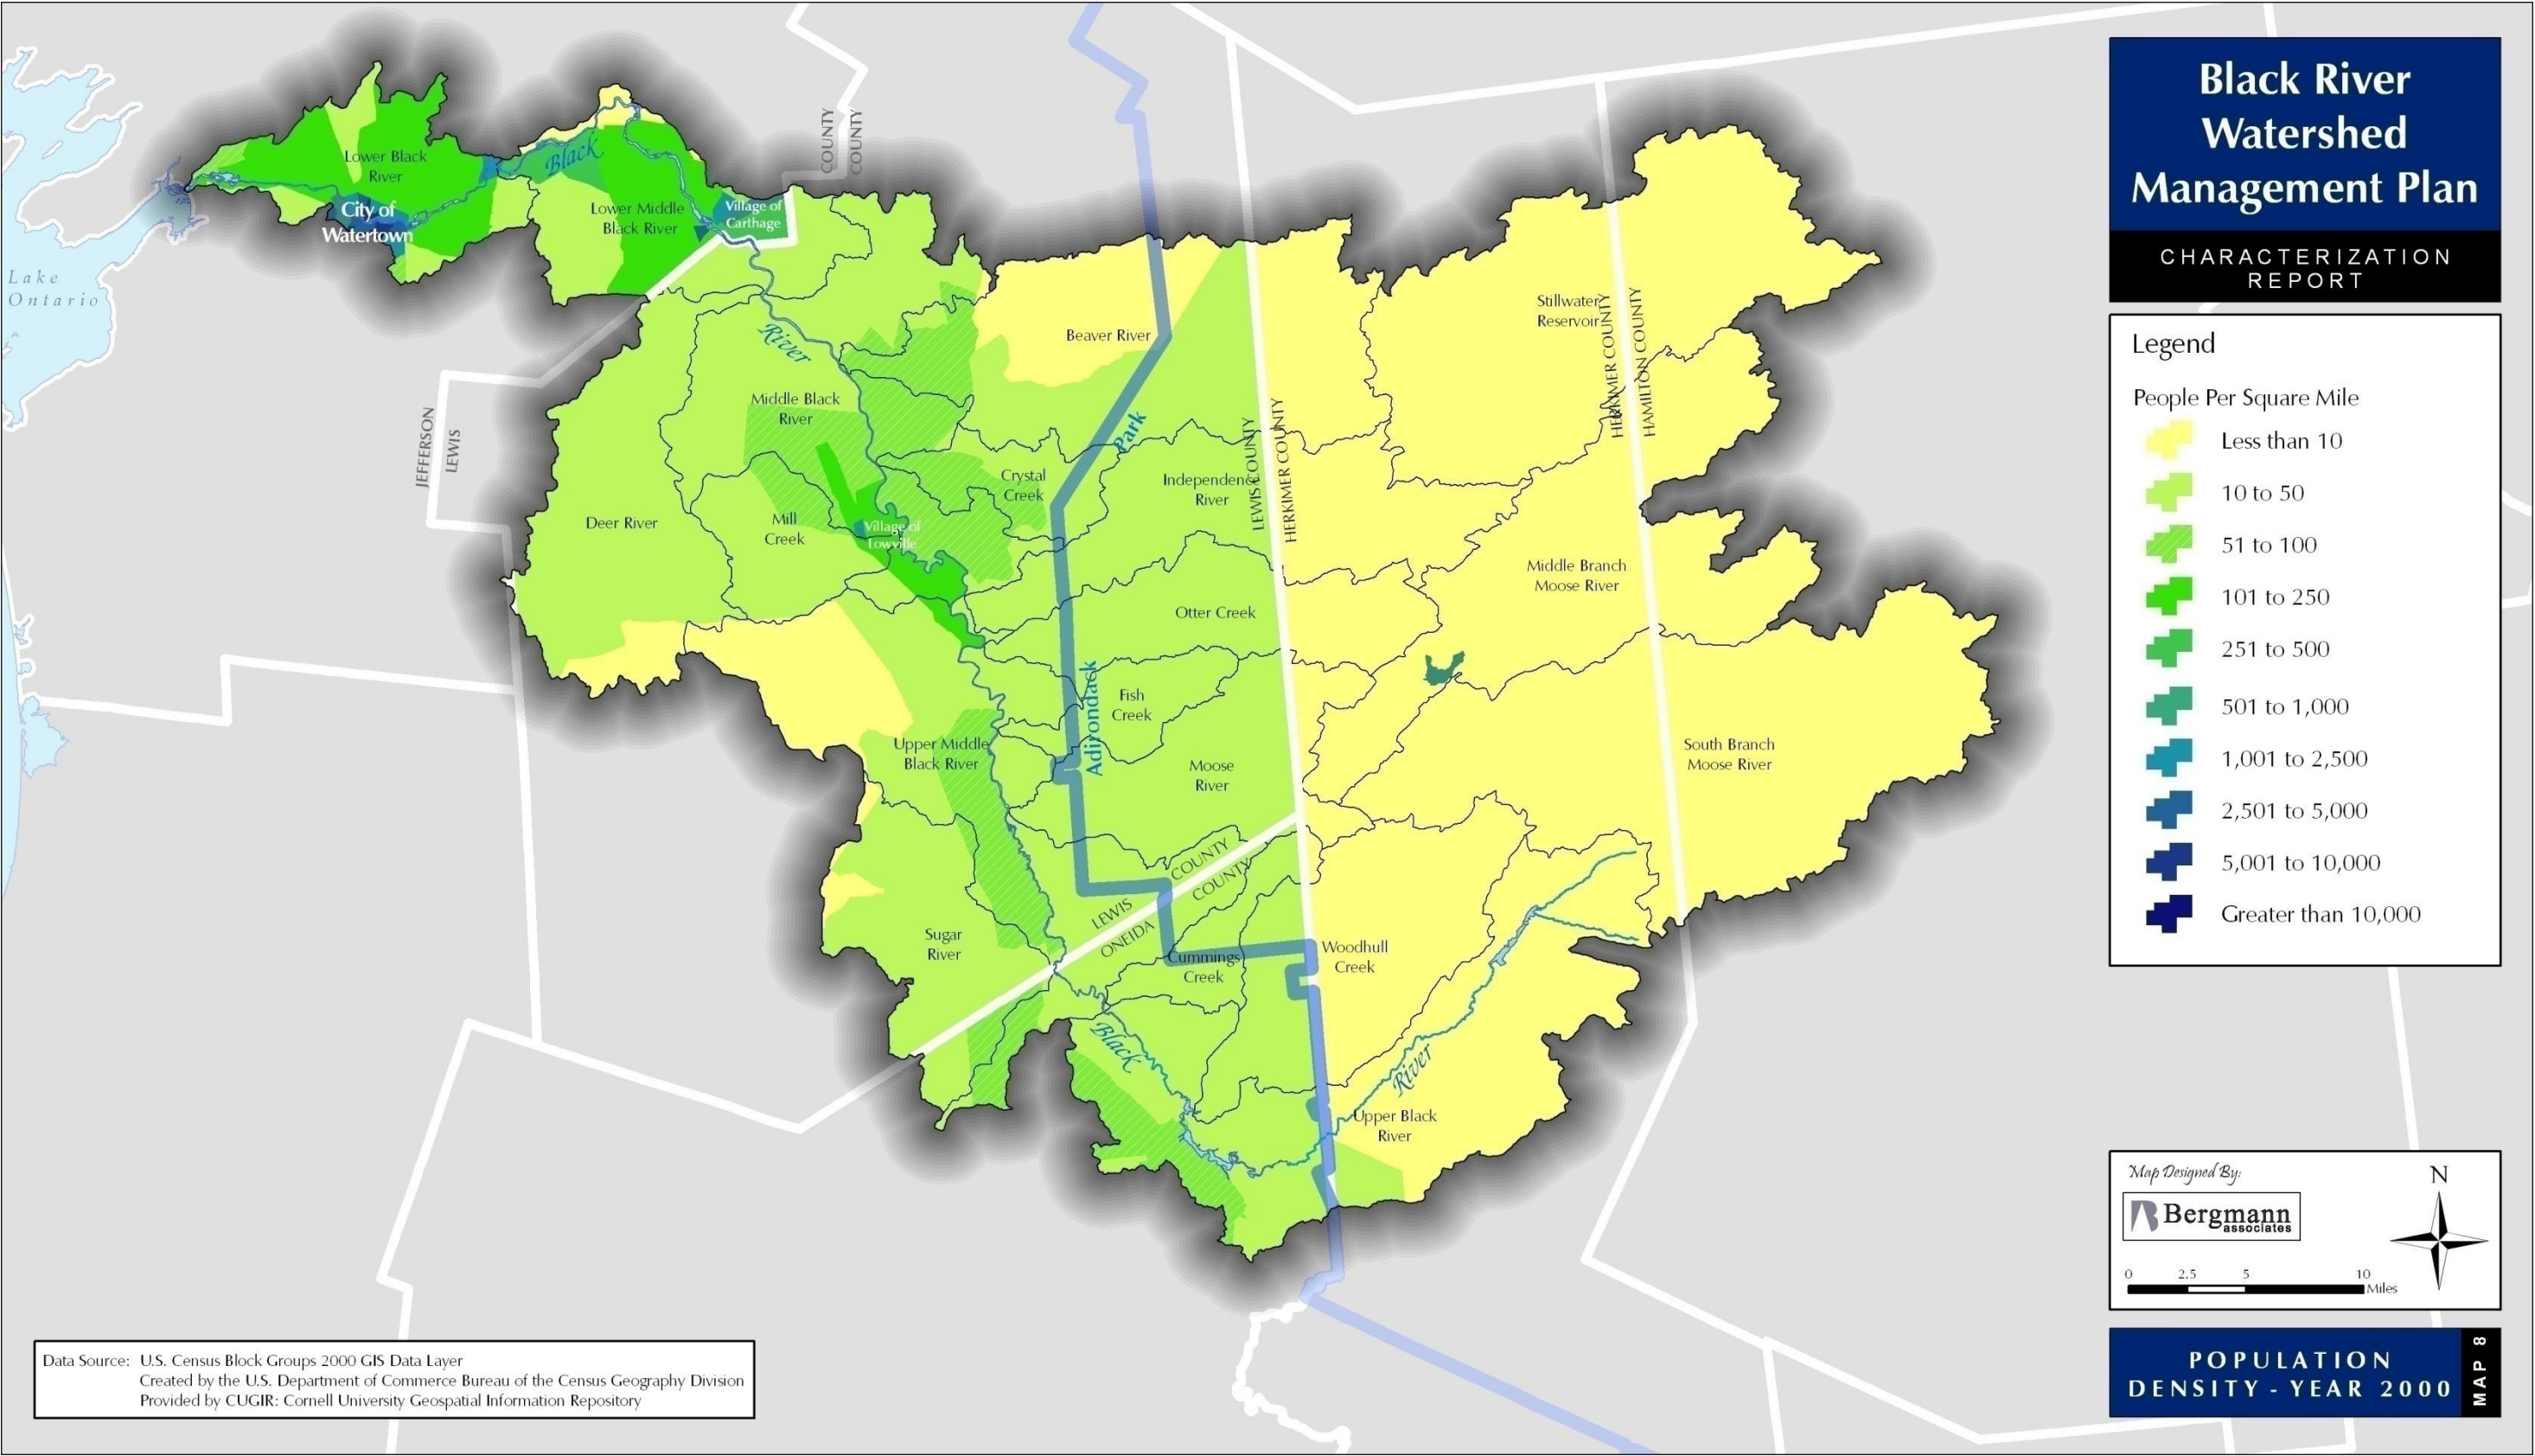 Black River
Watershed
Management Plan
CHARACTERIZATION
REPORT
Legend
People Per Square Mile
Less than 10
10 to 50
51 to 100
101 to 250
251 to 500
501 to 1,000
1,001 to 2,500
2,501 to 5,000
5,001 to 10,000
Greater than 10,000
Map Designed By:
Bergmann
associates
N
0 2.5 5 10
Miles
POPULATION
DENSITY - YEAR 2000
MAP 8
Lake
Ontario
Lower Black
River
City of
Watertown
Black
Lower Middle
Black River
Village of
Carthage
COUNTY
COUNTY
River
JEFFERSON
LEWIS
Middle Black
River
Beaver River
Stillwater
Reservoir
HERKIMER COUNTY
HAMILTON COUNTY
Park
Crystal
Creek
Independence
River
LEWIS COUNTY
HERKIMER COUNTY
Deer River
Mill
Creek
Village of
Lowville
Middle Branch
Moose River
Otter Creek
Adirondack
Fish
Creek
Upper Middle
Black River
Moose
River
South Branch
Moose River
COUNTY
COUNTY
LEWIS
ONEIDA
Sugar
River
Cummings
Creek
Woodhull
Creek
Black
River
Upper Black
River
Data Source: U.S. Census Block Groups 2000 GIS Data Layer
Created by the U.S. Department of Commerce Bureau of the Census Geography Division
Provided by CUGIR: Cornell University Geospatial Information Repository